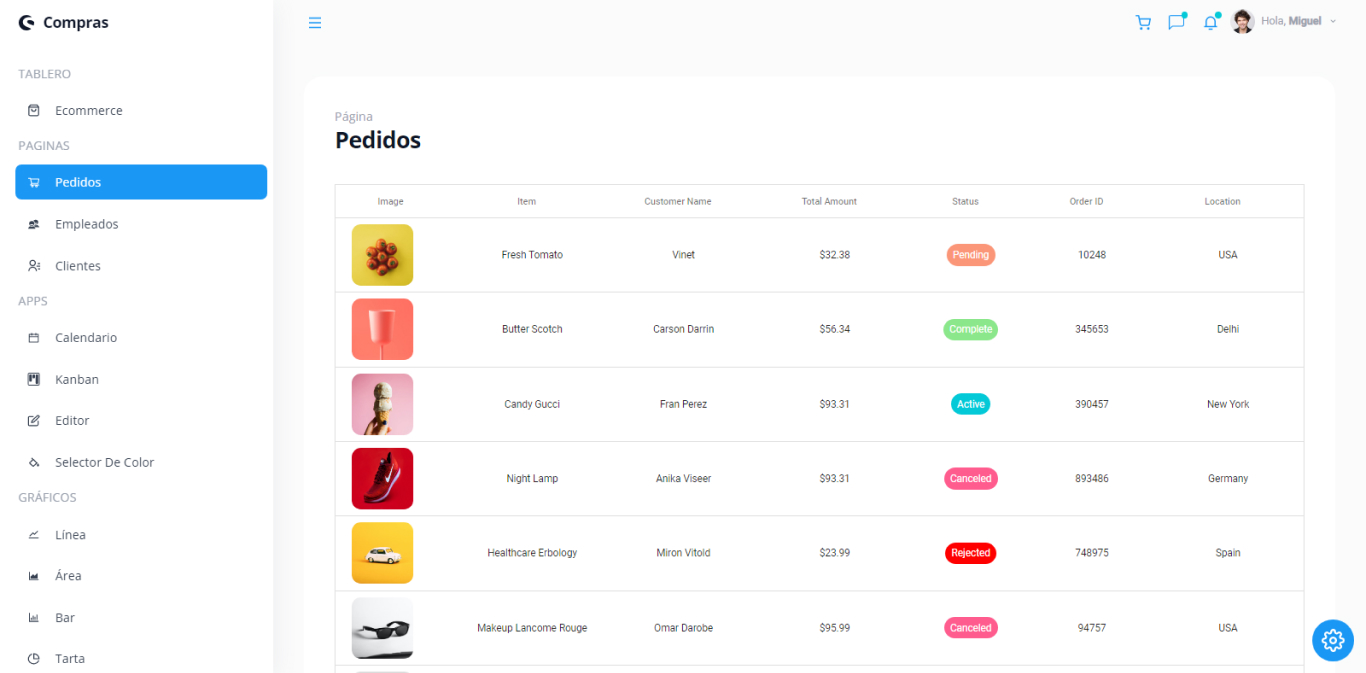 Compras
Hola, Miguel
TABLERO
Ecommerce
PAGINAS
Pedidos
Empleados
Clientes
APPS
Calendario
Kanban
Editor
Selector De Color
GRÁFICOS
Línea
Área
Bar
Tarta
Página
Pedidos
Image Item Customer Name Total Amount Status Order ID Location
Fresh Tomato Vinet $32.38 Pending 10248 USA
Butter Scotch Carson Darrin $56.34 Complete 345653 Delhi
Candy Gucci Fran Perez $93.31 Active 390457 New York
Night Lamp Anika Viseer $93.31 Canceled 893486 Germany
Healthcare Erbology Miron Vitold $23.99 Rejected 748975 Spain
Makeup Lancome Rouge Omar Darobe $95.99 Canceled 94757 USA